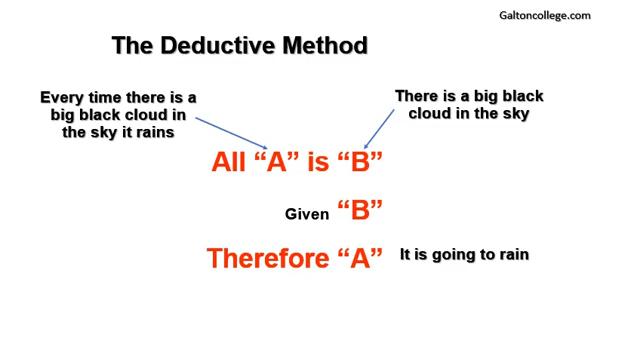 Galtoncollege.com
The Deductive Method
Every time there is a
big black cloud in
the sky it rains
There is a big black
cloud in the sky
All “A” is “B”
Given “B”
Therefore “A”
It is going to rain